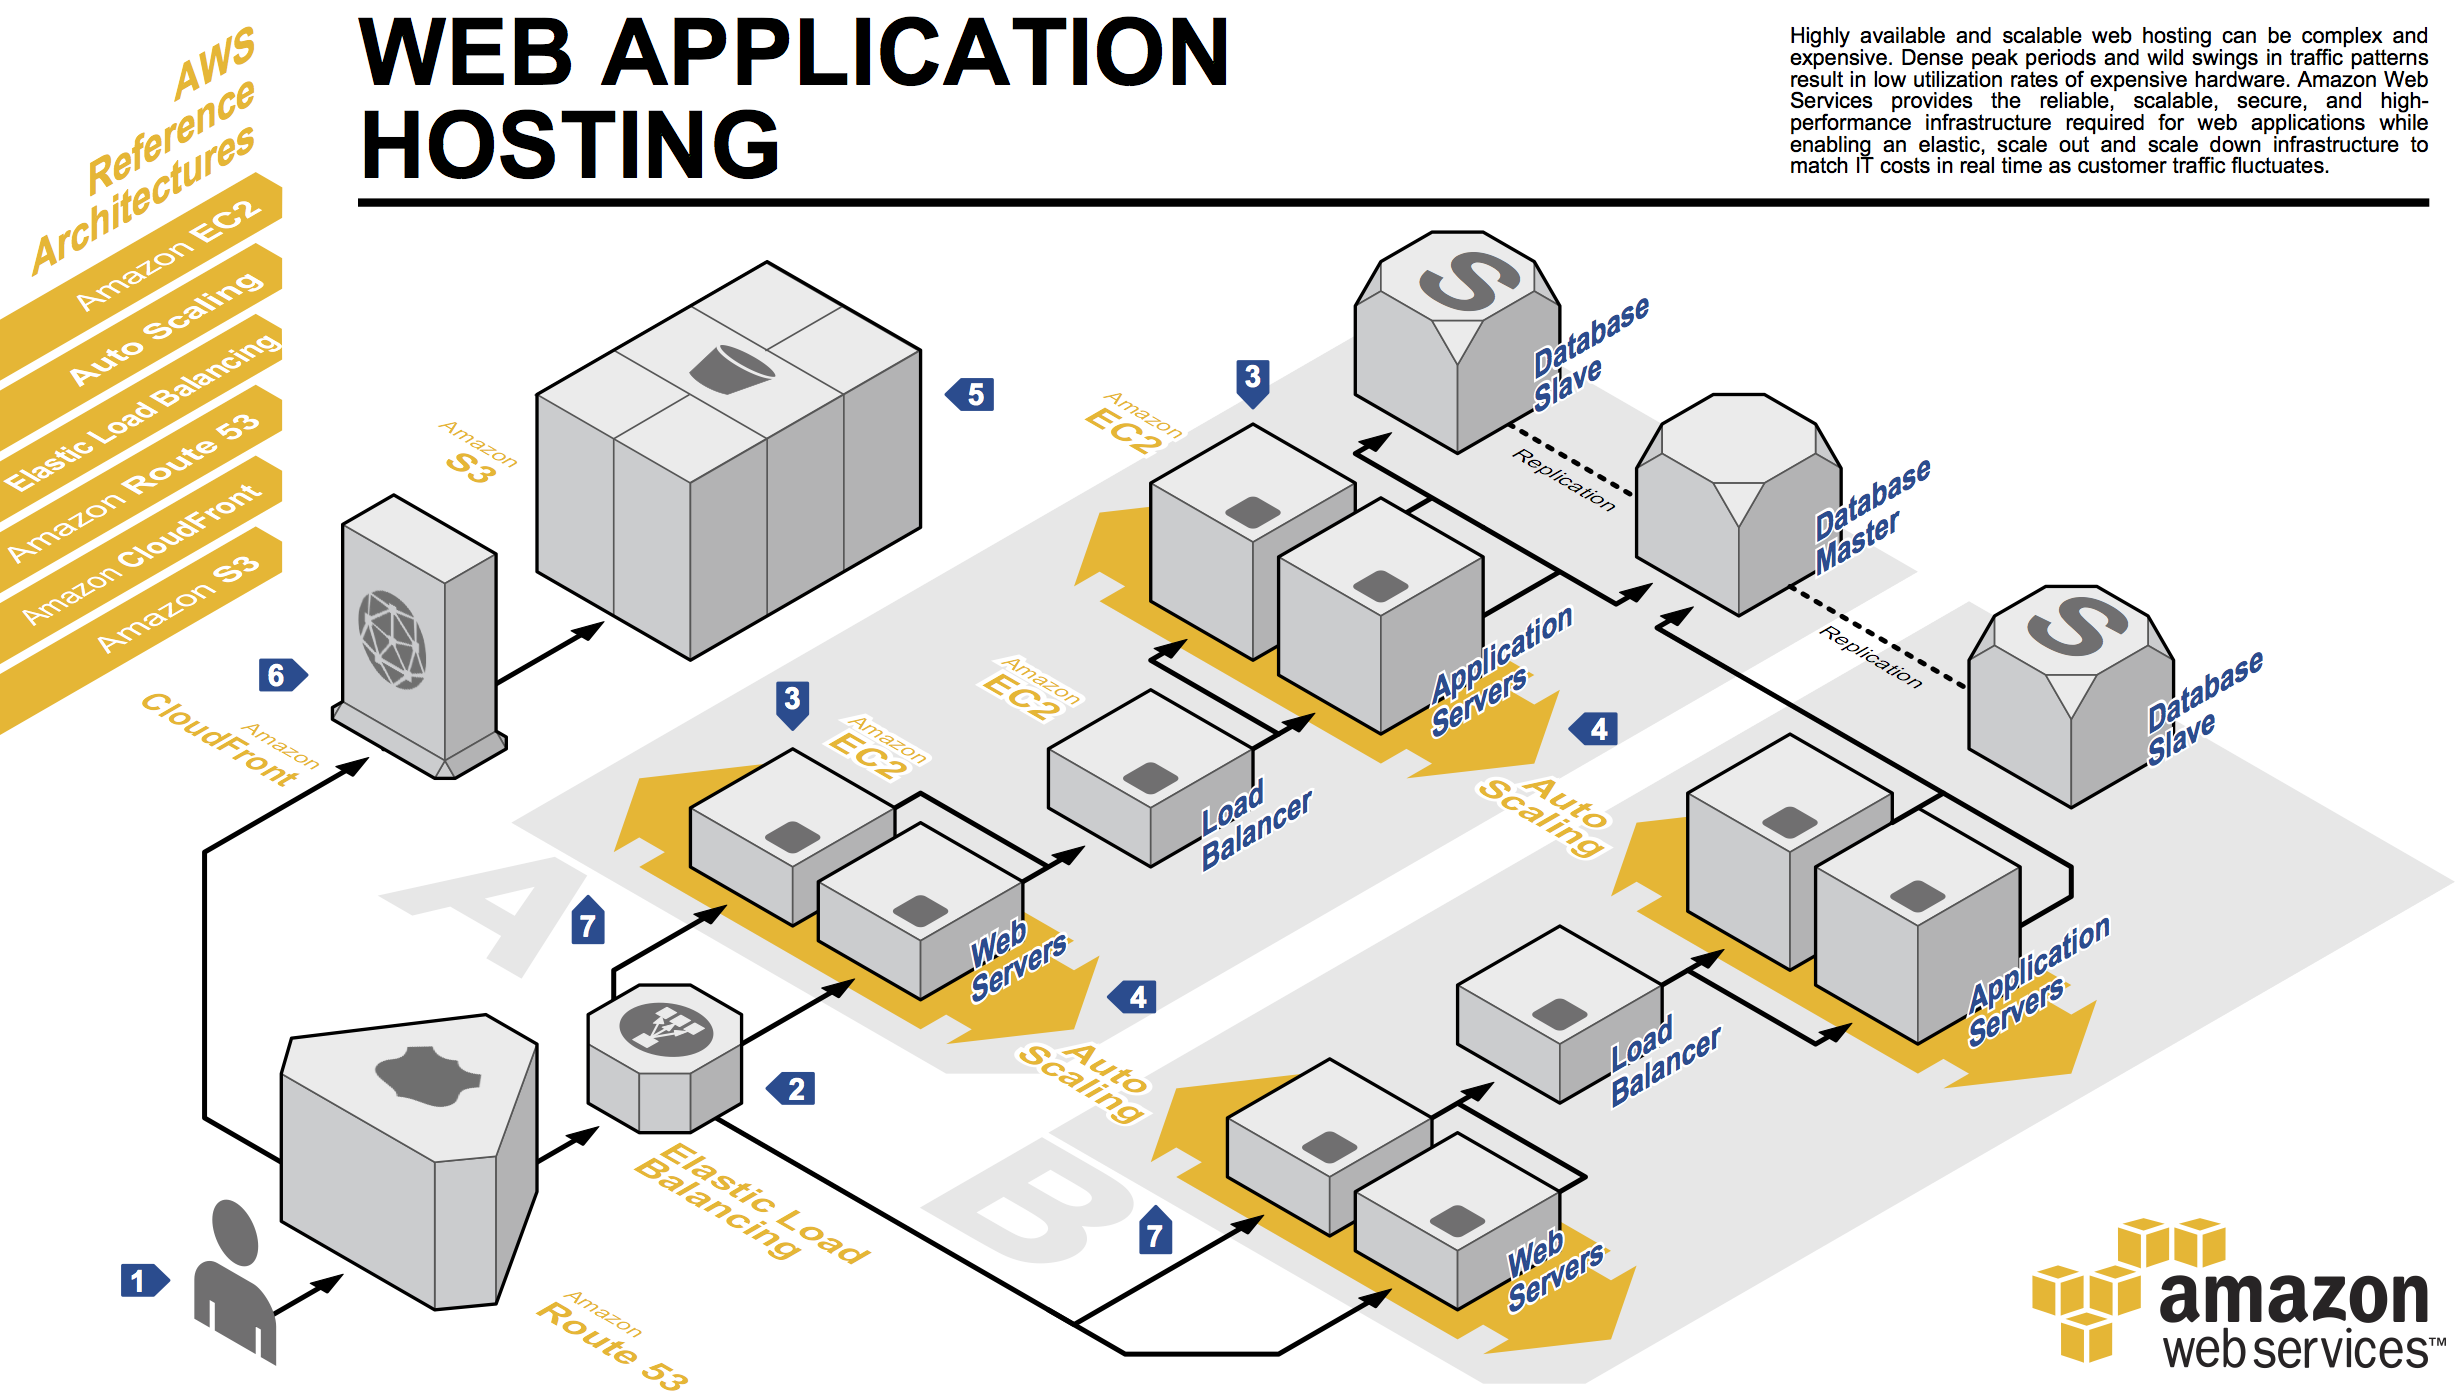 AWS
Reference
Architectures
Amazon EC2
Auto Scaling
Elastic Load Balancing
Amazon Route 53
Amazon CloudFront
Amazon S3
WEB APPLICATION
HOSTING
Highly available and scalable web hosting can be complex and
expensive. Dense peak periods and wild swings in traffic patterns
result in low utilization rates of expensive hardware. Amazon Web
Services provides the reliable, scalable, secure, and high-
performance infrastructure required for web applications while
enabling an elastic, scale out and scale down infrastructure to
match IT costs in real time as customer traffic fluctuates.
S
Database
Slave
3
5
Amazon
EC2
Amazon
S3
Replication
Database
Master
S
Replication
Database
Slave
6
Amazon
CloudFront
3
Amazon
EC2
Amazon
EC2
Application
Servers
4
Auto
Scaling
Load
Balancer
A
7
Web
Servers
4
Auto
Scaling
2
Elastic Load
Balancing
Application
Servers
Load
Balancer
B
7
Web
Servers
1
Amazon
Route 53
amazon
web services™